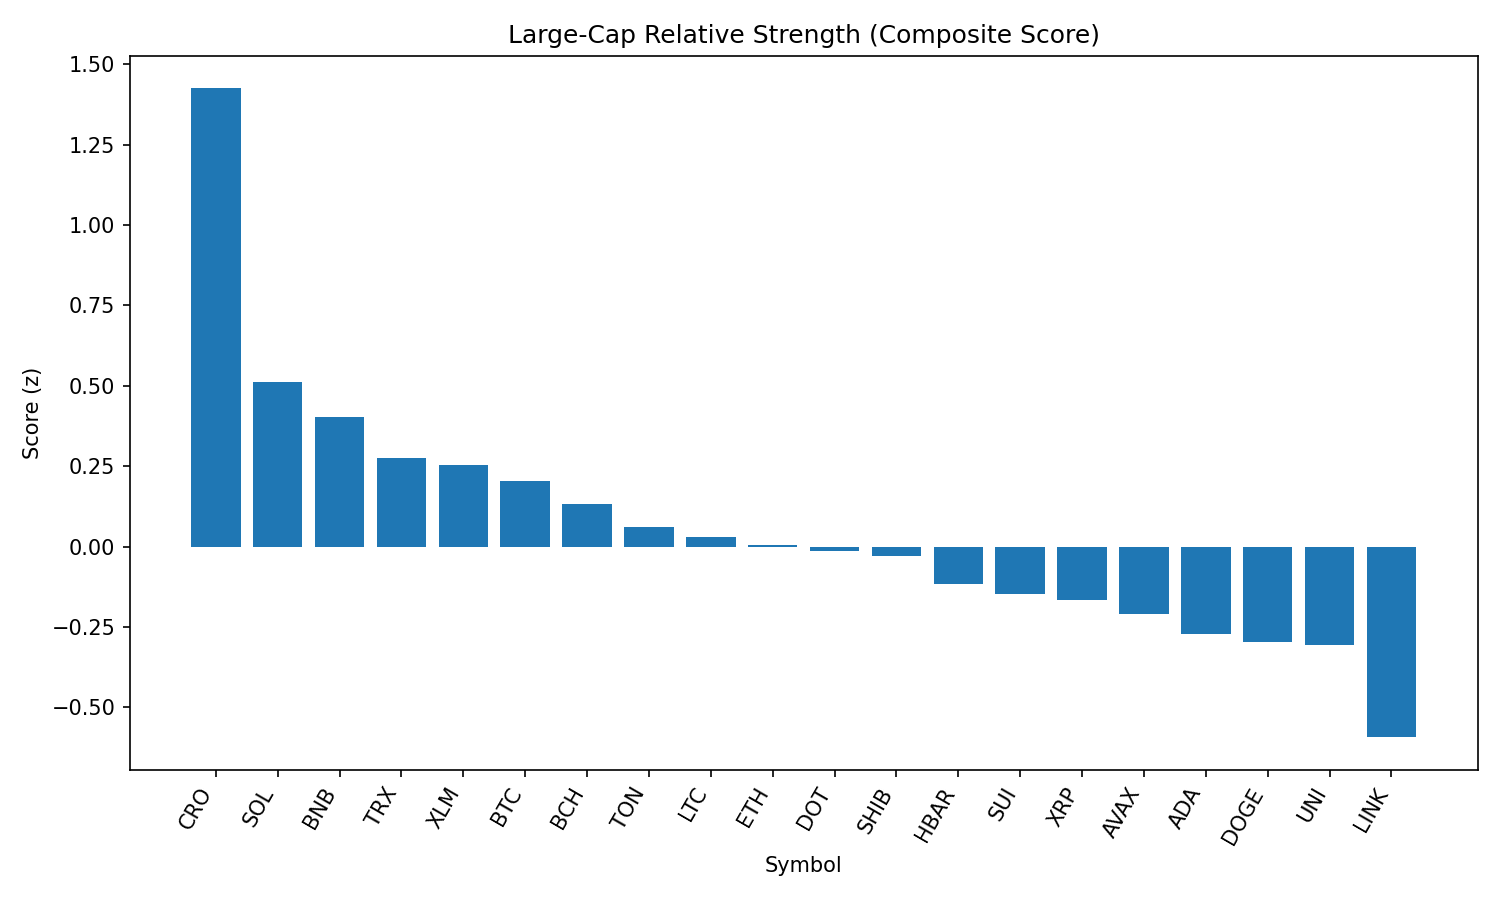 Large-Cap Relative Strength (Composite Score)
Score (z)
1.50
1.25
1.00
0.75
0.50
0.25
0.00
−0.25
−0.50
CRO
SOL
BNB
TRX
XLM
BTC
BCH
TON
LTC
ETH
DOT
SHIB
HBAR
SUI
XRP
AVAX
ADA
DOGE
UNI
LINK
Symbol